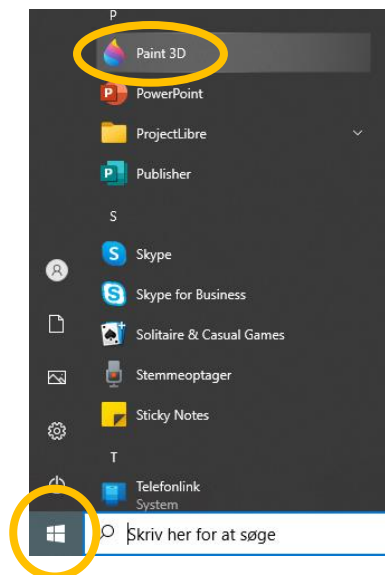 P
Paint 3D
PowerPoint
ProjectLibre
Publisher
S
Skype
Skype for Business
Solitaire & Casual Games
Stemmeoptager
Sticky Notes
T
Telefonlink
System
Skriv her for at søge